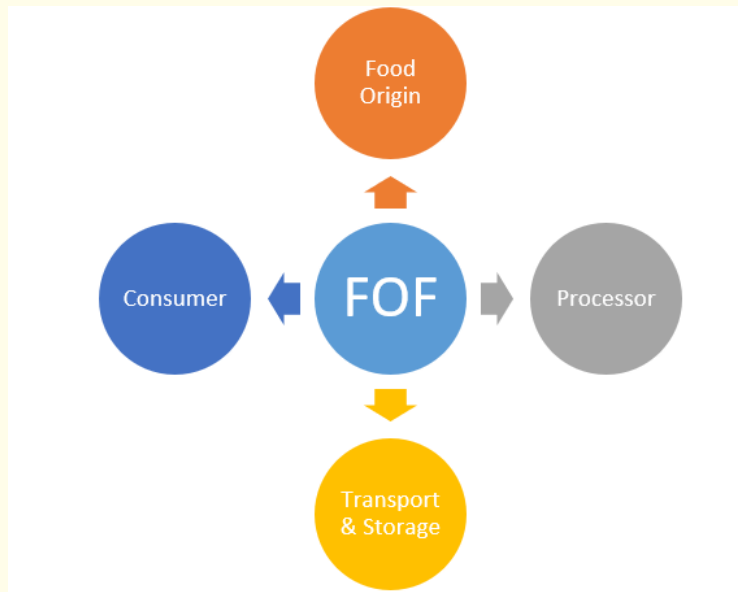 Food
Origin
Consumer
FOF
Processor
Transport
& Storage